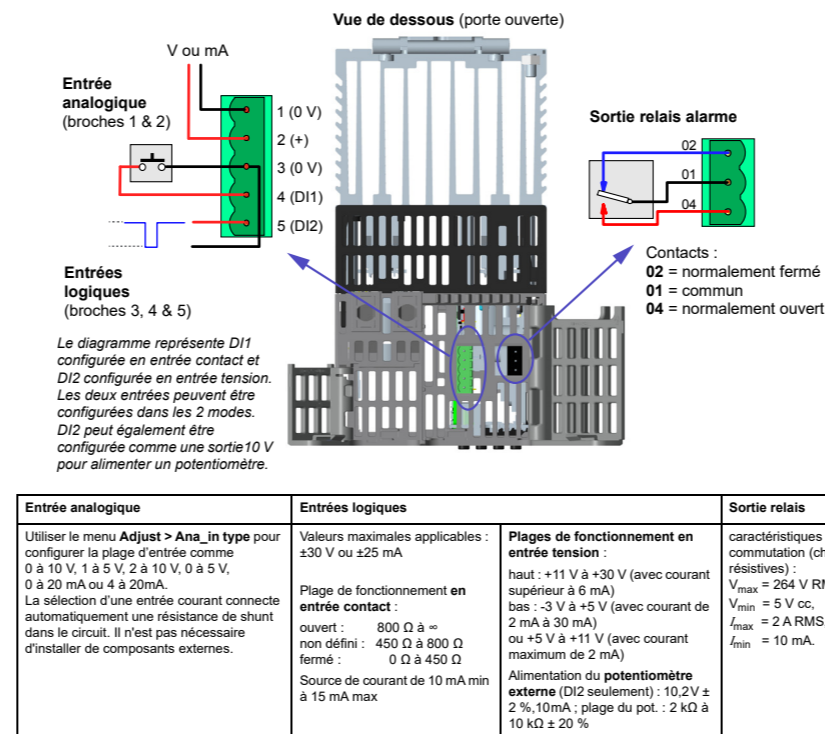 Vue de dessous (porte ouverte)
V ou mA
Entrée
analogique
(broches 1 & 2)
1 (0 V)
2 (+)
3 (0 V)
4 (DI1)
5 (DI2)
Entrées
logiques
(broches 3, 4 & 5)
Le diagramme représente DI1
configurée en entrée contact et
DI2 configurée en entrée tension.
Les deux entrées peuvent être
configurées dans les 2 modes.
DI2 peut également être
configurée comme une sortie10 V
pour alimenter un potentiomètre.
Sortie relais alarme
02
01
04
Contacts :
02 = normalement fermé
01 = commun
04 = normalement ouvert
Entrée analogique
Utiliser le menu Adjust > Ana_in type pour
configurer la plage d'entrée comme
0 à 10 V, 1 à 5 V, 2 à 10 V, 0 à 5 V,
0 à 20 mA ou 4 à 20mA.
La sélection d'une entrée courant connecte
automatiquement une résistance de shunt
dans le circuit. Il n'est pas nécessaire
d'installer de composants externes.
Entrées logiques
Valeurs maximales applicables :
±30 V ou ±25 mA
Plage de fonctionnement en
entrée contact :
ouvert : 800 Ω à ∞
non défini : 450 Ω à 800 Ω
fermé : 0 Ω à 450 Ω
Source de courant de 10 mA min
à 15 mA max
Plages de fonctionnement en
entrée tension :
haut : +11 V à +30 V (avec courant
supérieur à 6 mA)
bas : -3 V à +5 V (avec courant de
2 mA à 30 mA)
ou +5 V à +11 V (avec courant
maximum de 2 mA)
Alimentation du potentiomètre
externe (DI2 seulement) : 10,2V ±
2 %,10mA ; plage du pot. : 2 kΩ à
10 kΩ ± 20 %
Sortie relais
caractéristiques
commutation (ch
résistives) :
Vmax = 264 V RM
Vmin = 5 V cc,
Imax = 2 A RMS,
Imin = 10 mA.